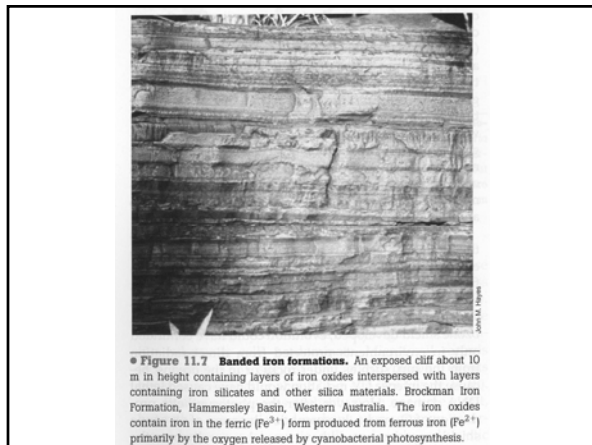 John M. Hayes
● Figure 11.7 Banded iron formations. An exposed cliff about 10
m in height containing layers of iron oxides interspersed with layers
containing iron silicates and other silica materials. Brockman Iron
Formation, Hammersley Basin, Western Australia. The iron oxides
contain iron in the ferric (Fe³⁺) form produced from ferrous iron (Fe²⁺)
primarily by the oxygen released by cyanobacterial photosynthesis.